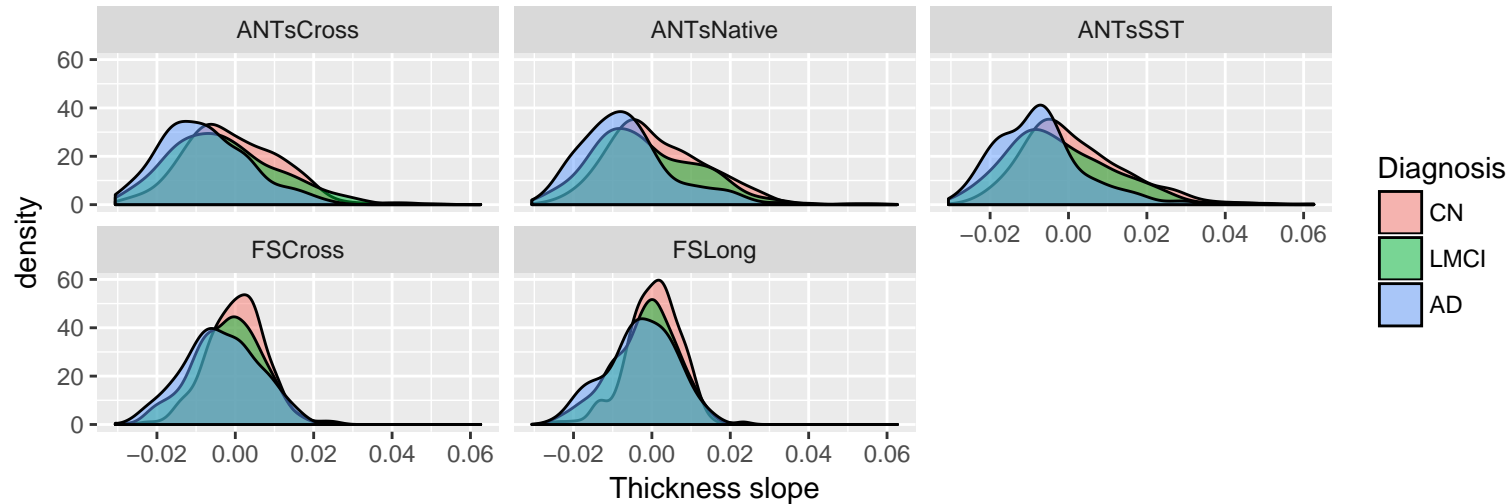 ANTsCross ANTsNative ANTsSST
60
40
20
0
−0.02 0.00 0.02 0.04 0.06
FSCross FSLong
60
40
20
0
−0.02 0.00 0.02 0.04 0.06 −0.02 0.00 0.02 0.04 0.06
density
Thickness slope
Diagnosis
CN
LMCI
AD